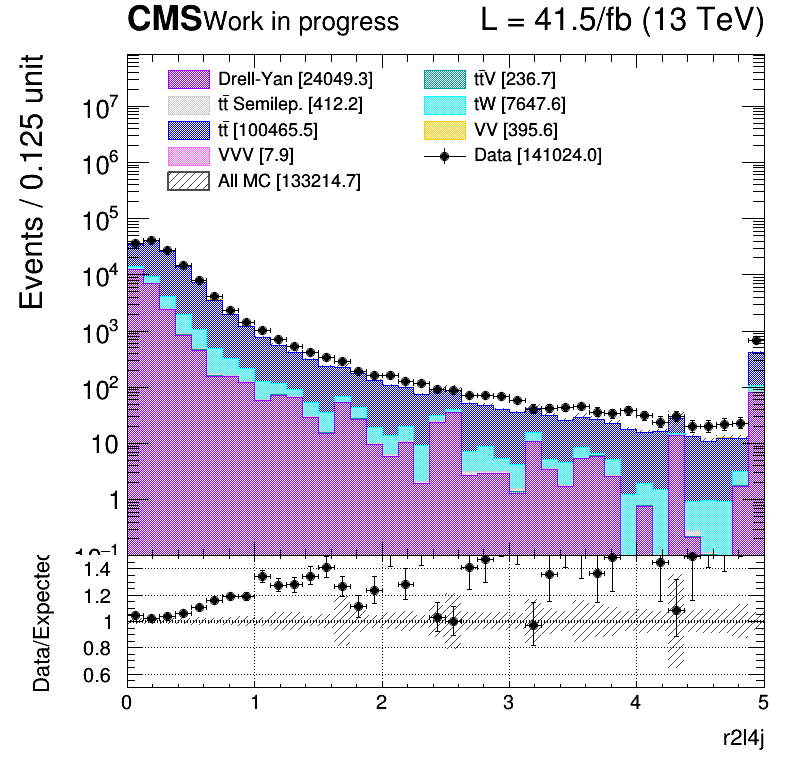 CMS Work in progress L = 41.5/fb (13 TeV)
Events / 0.125 unit
Drell-Yan [24049.3]
tt̄ Semilep. [412.2]
tt̄ [100465.5]
VVV [7.9]
All MC [133214.7]
tt̄V [236.7]
tW [7647.6]
VV [395.6]
Data [141024.0]
10⁷
10⁶
10⁵
10⁴
10³
10²
10
1
10⁻¹
Data/Expected
1.4
1.2
1
0.8
0.6
0 1 2 3 4 5
r2l4j